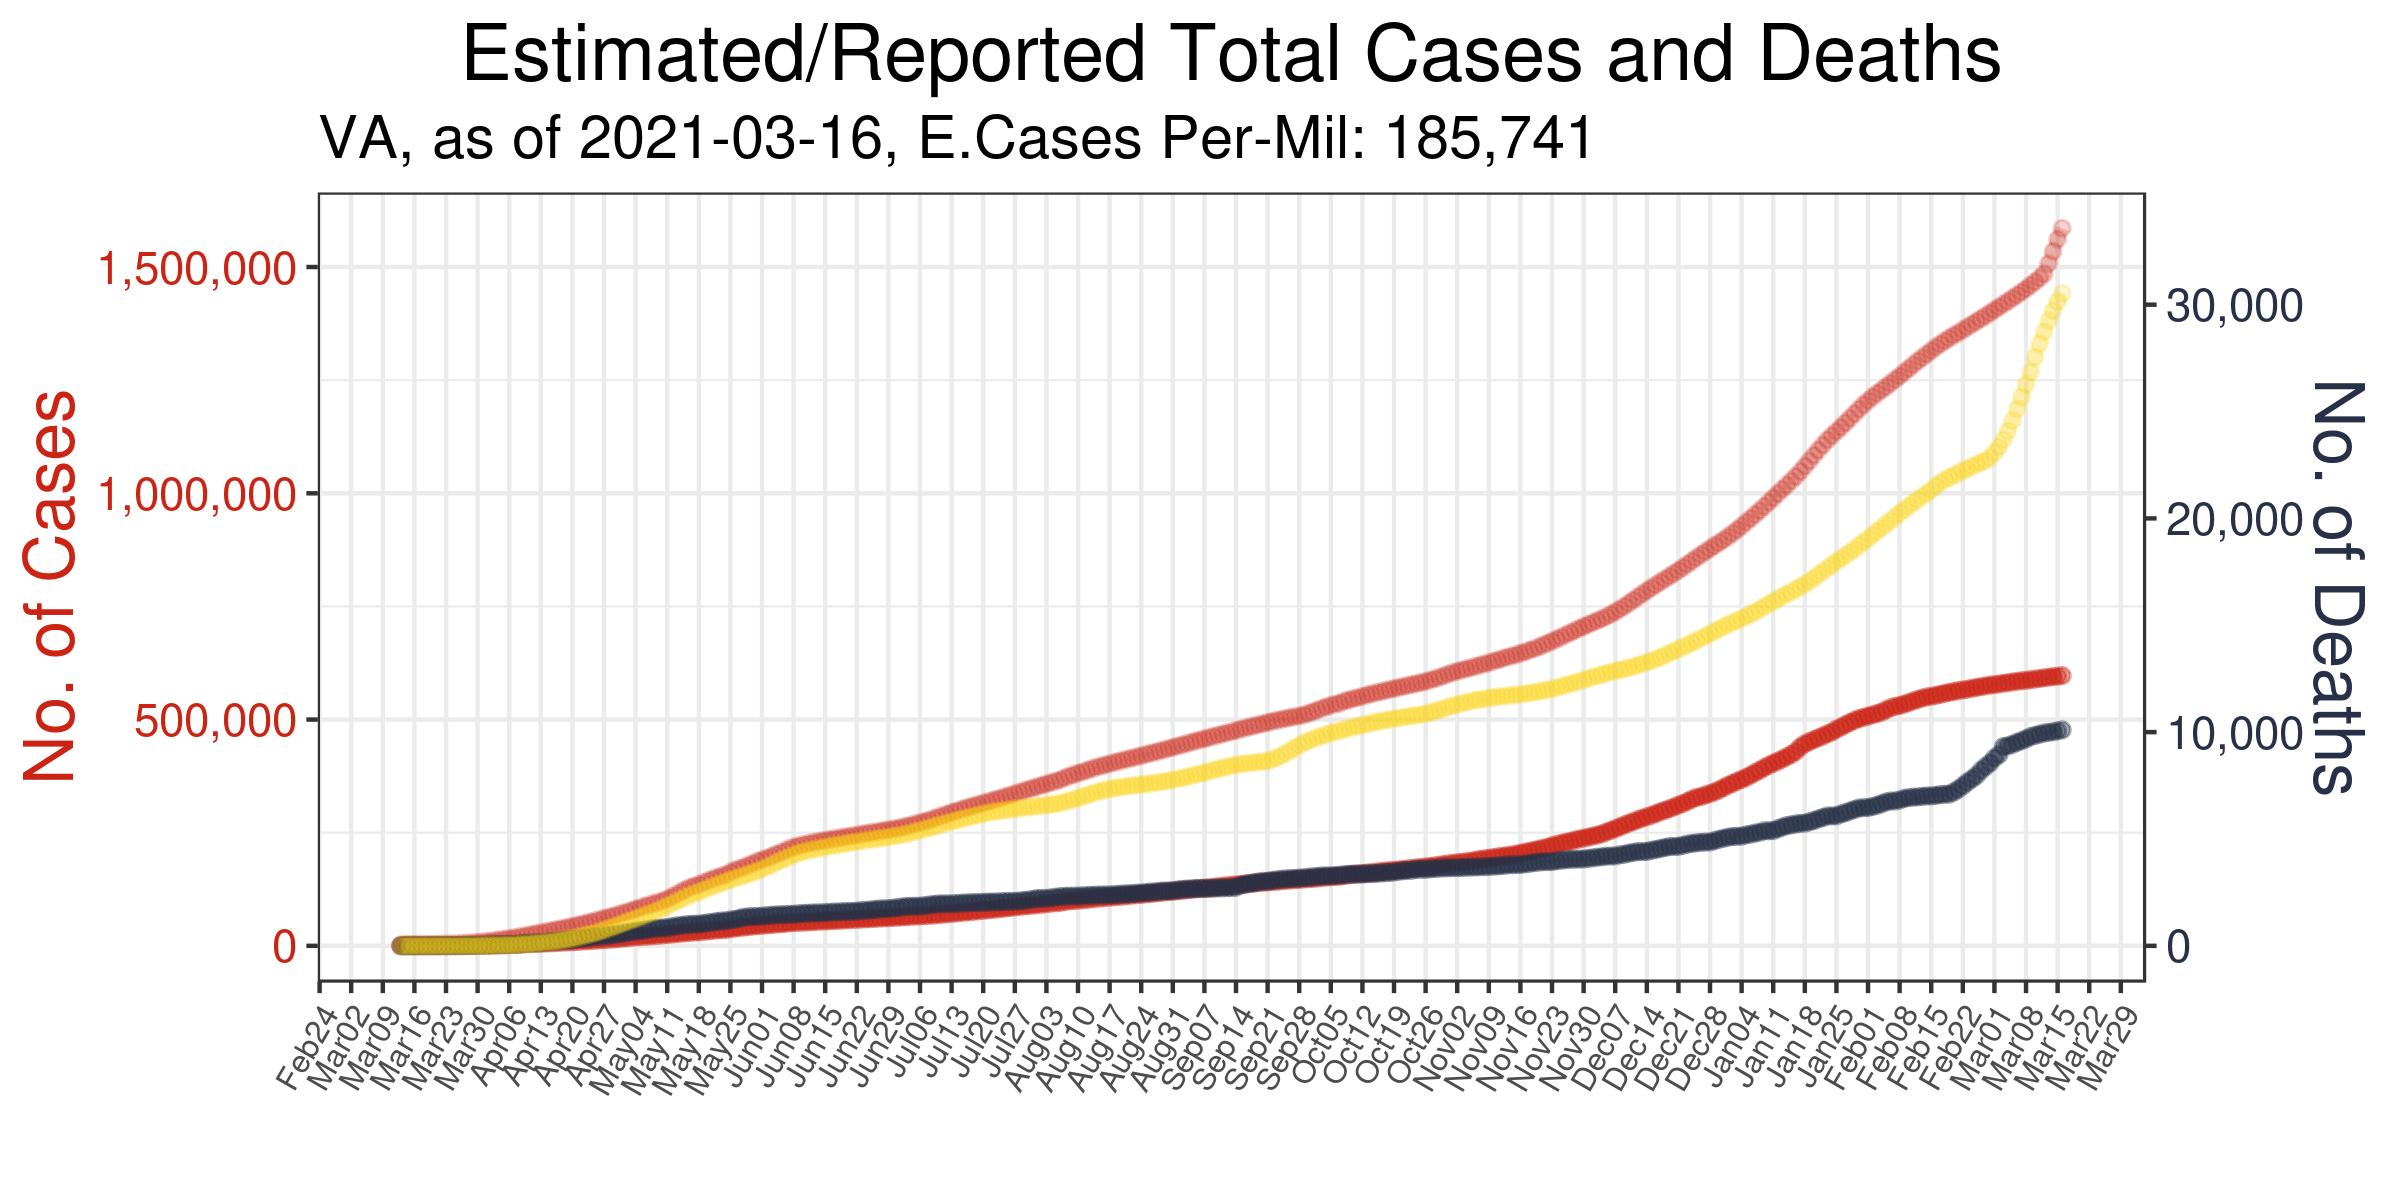 Estimated/Reported Total Cases and Deaths
VA, as of 2021-03-16, E.Cases Per-Mil: 185,741
No. of Cases
1,500,000
1,000,000
500,000
0
30,000
20,000
10,000
0
No. of Deaths
Feb24
Mar02
Mar09
Mar16
Mar23
Mar30
Apr06
Apr13
Apr20
Apr27
May04
May11
May18
May25
Jun01
Jun08
Jun15
Jun22
Jun29
Jul06
Jul13
Jul20
Jul27
Aug03
Aug10
Aug17
Aug24
Aug31
Sep07
Sep14
Sep21
Sep28
Oct05
Oct12
Oct19
Oct26
Nov02
Nov09
Nov16
Nov23
Nov30
Dec07
Dec14
Dec21
Dec28
Jan04
Jan11
Jan18
Jan25
Feb01
Feb08
Feb15
Feb22
Mar01
Mar08
Mar15
Mar22
Mar29